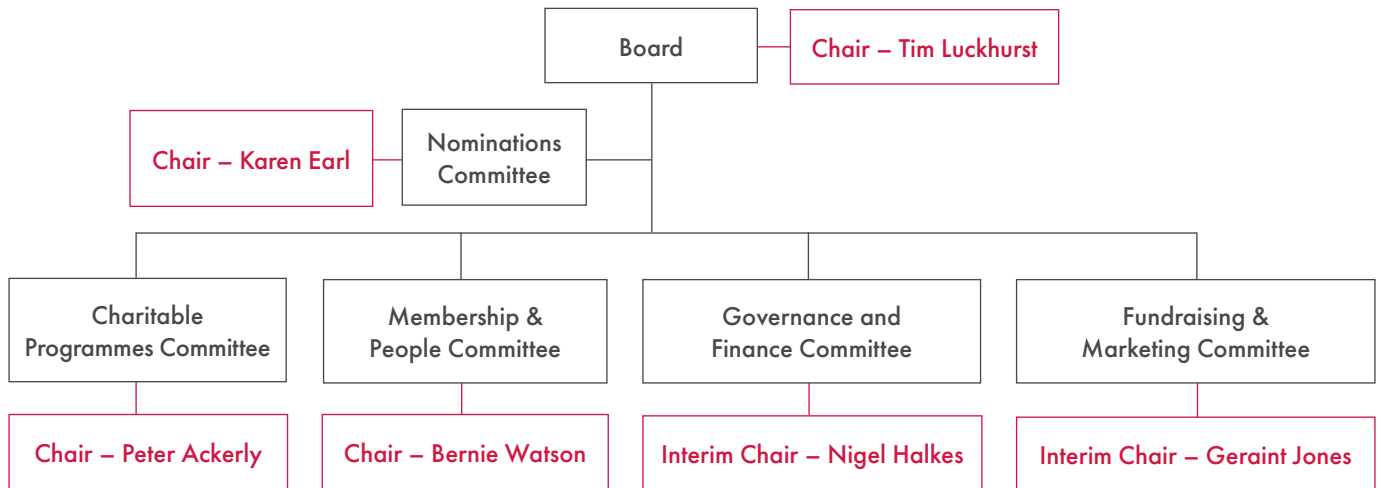 Board
Chair – Tim Luckhurst
Chair – Karen Earl
Nominations
Committee
Charitable
Programmes Committee
Membership &
People Committee
Governance and
Finance Committee
Fundraising &
Marketing Committee
Chair – Peter Ackerly
Chair – Bernie Watson
Interim Chair – Nigel Halkes
Interim Chair – Geraint Jones